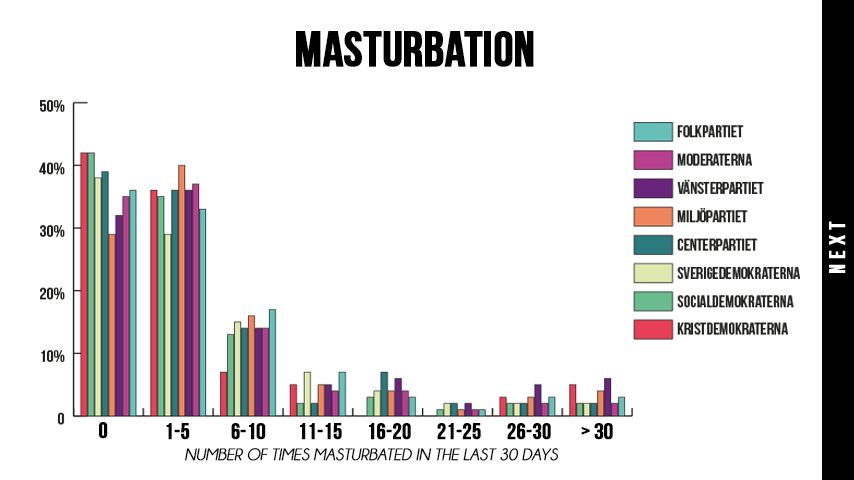 MASTURBATION
50%
40%
30%
20%
10%
0
0 1-5 6-10 11-15 16-20 21-25 26-30 > 30
NUMBER OF TIMES MASTURBATED IN THE LAST 30 DAYS
FOLKPARTIET
MODERATERNA
VÄNSTERPARTIET
MILJÖPARTIET
CENTERPARTIET
SVERIGEDEMOKRATERNA
SOCIALDEMOKRATERNA
KRISTDEMOKRATERNA
NEXT